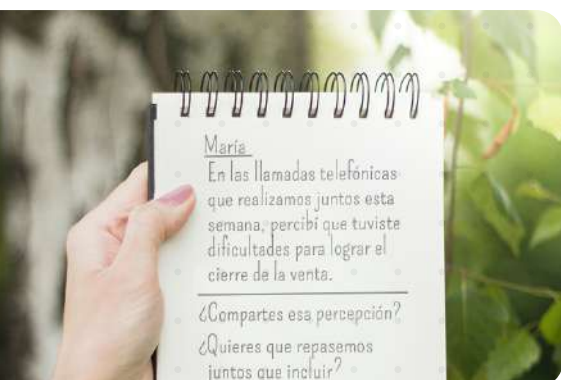 María
En las llamadas telefónicas
que realizamos juntos esta
semana, percibí que tuviste
dificultades para lograr el
cierre de la venta.
¿Compartes esa percepción?
¿Quieres que repasemos
juntos que incluir?